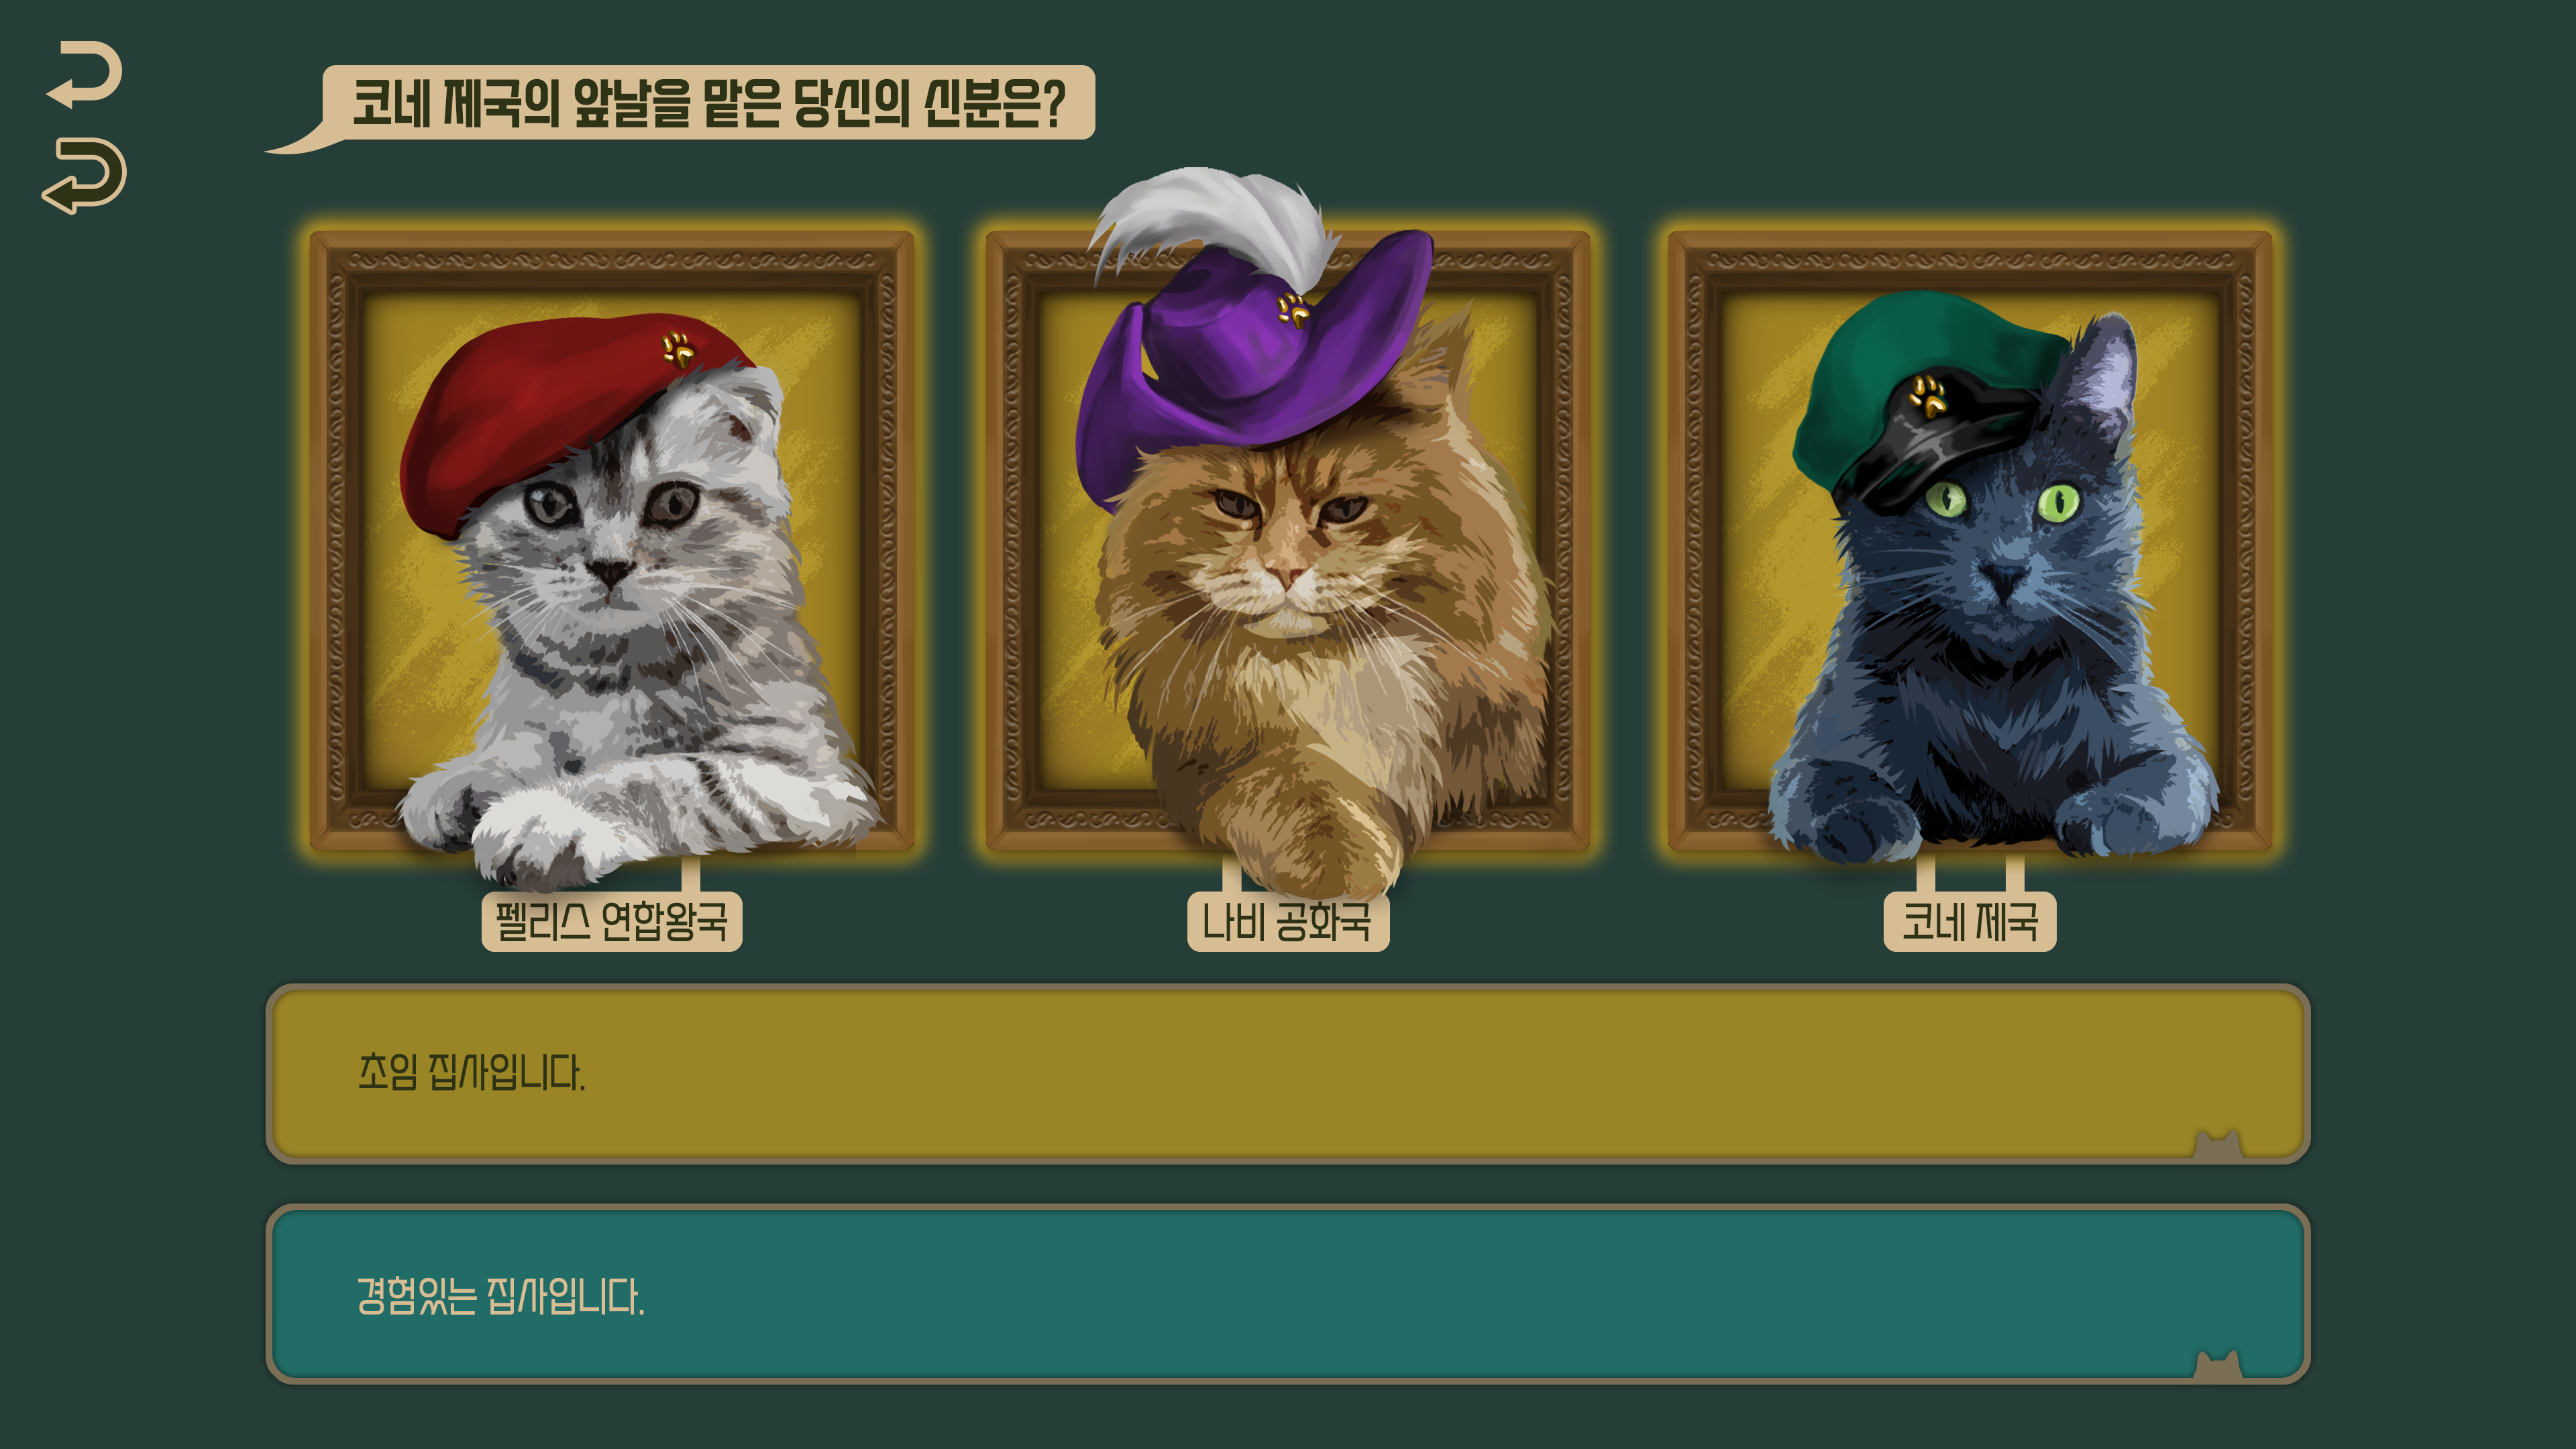 코네 제국의 앞날을 맡은 당신의 신분은?
펠리스 연합왕국
나비 공화국
코네 제국
초임 집사입니다.
경험있는 집사입니다.